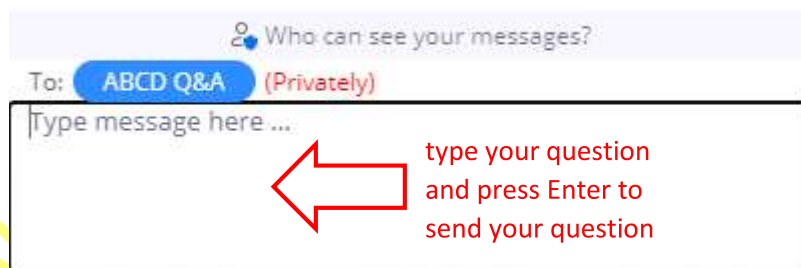 Who can see your messages?
To: ABCD Q&A (Privately)
Type message here ...
type your question
and press Enter to
send your question